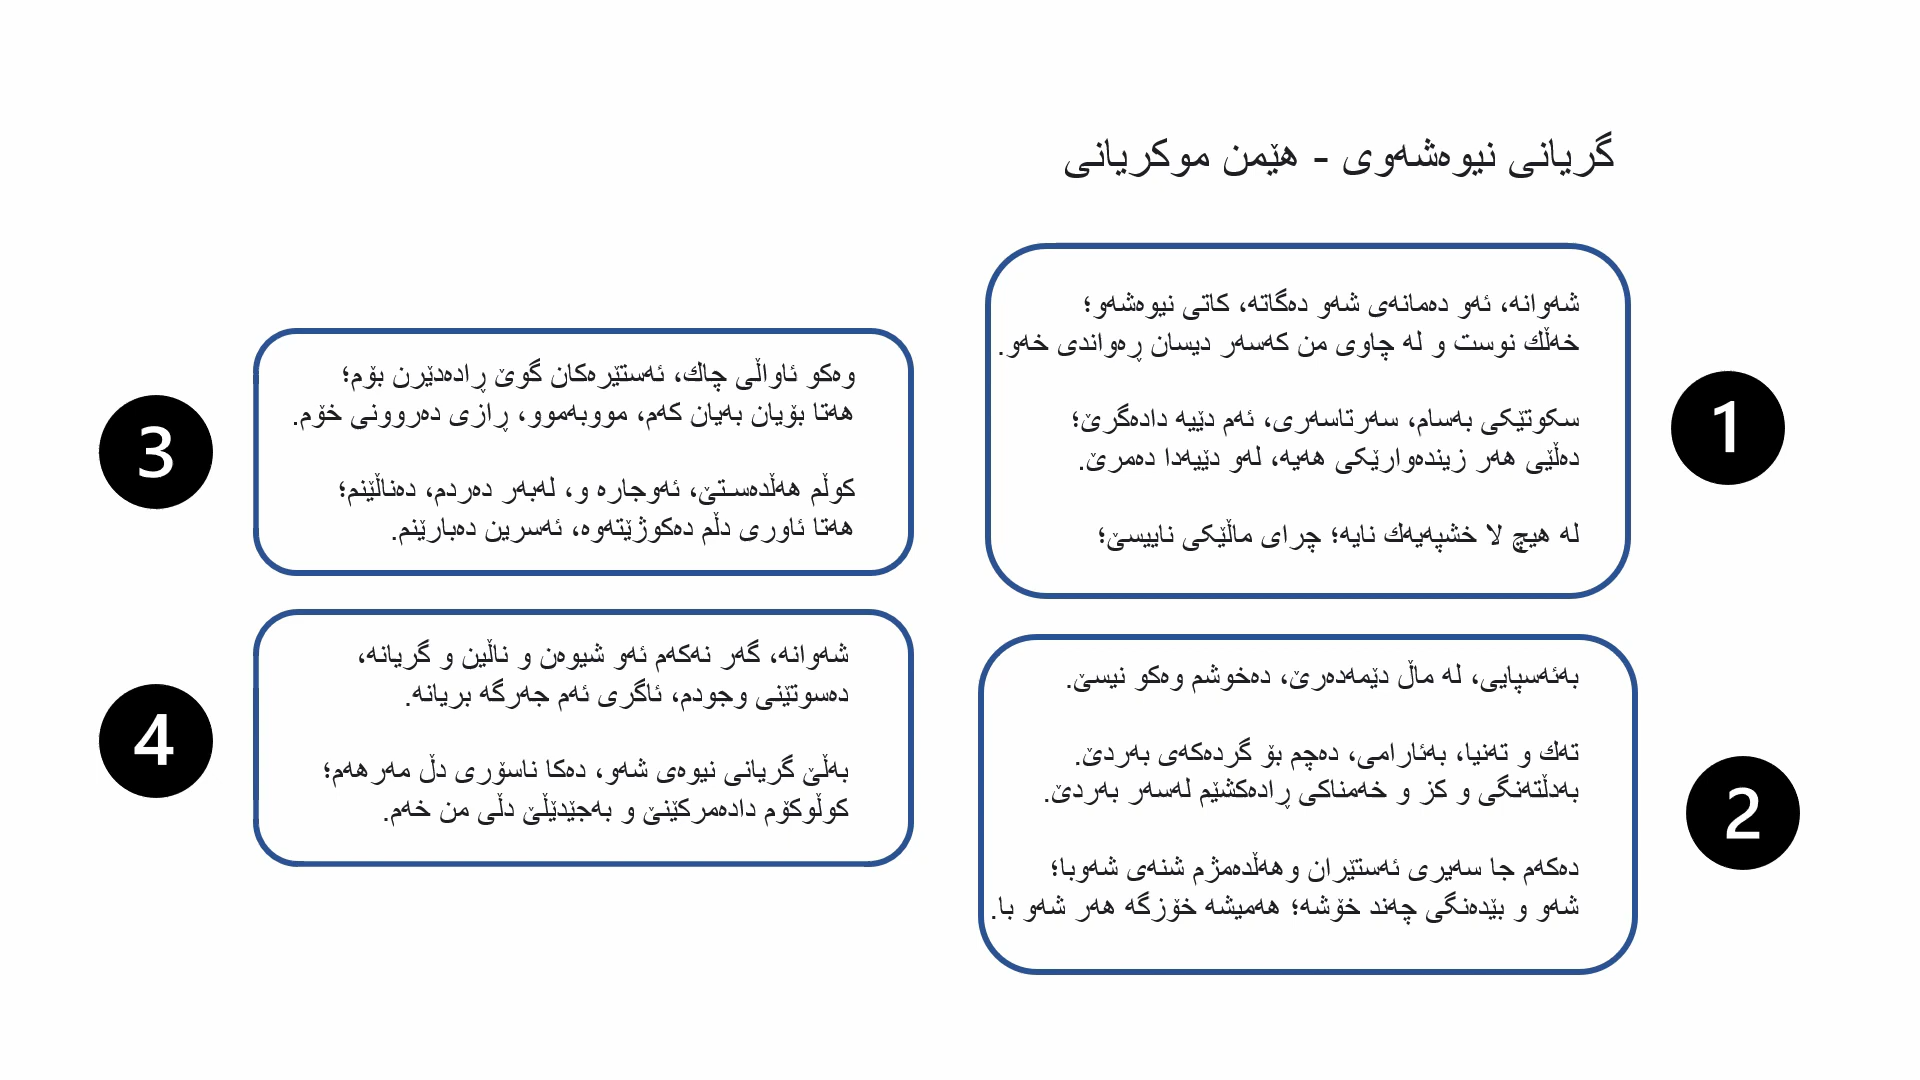 گریانی نیوەشەوی - هێمن موکریانی
1
شەوانە، ئەو دەمانەی شەو دەگاتە، کاتی نیوەشەو؛
خەڵك نوست و لە چاوی من کەسەر دیسان ڕەواندی خەو.
سکوتێکی بەسام، سەرتاسەری، ئەم دێیە دادەگرێ؛
دەڵێی هەر زیندەوارێکی هەیە، لەو دێیەدا دەمرێ.
لە هیچ لا خشپەیەك نایە؛ چرای ماڵێکی ناییسێ؛
2
بەئەسپایی، لە ماڵ دێمەدەرێ، دەخوشم وەکو نیسێ.
تەك و تەنیا، بەئارامی، دەچم بۆ گردەکەی بەردێ.
بەدڵتەنگی و کز و خەمناکی ڕادەکشێم لەسەر بەردێ.
دەکەم جا سەیری ئەستێران وهەڵدەمژم شنەی شەوبا؛
شەو و بێدەنگی چەند خۆشە؛ هەمیشە خۆزگە هەر شەو با.
3
وەکو ئاواڵی چاك، ئەستێرەکان گوێ ڕادەدێرن بۆم؛
هەتا بۆیان بەیان کەم، مووبەموو، ڕازی دەروونی خۆم.
کوڵم هەڵدەسـتێ، ئەوجارە و، لەبەر دەردم، دەناڵێنم؛
هەتا ئاوری دڵم دەکوژێتەوە، ئەسرین دەبارێنم.
4
شەوانە، گەر نەکەم ئەو شیوەن و ناڵین و گریانە،
دەسوتێنی وجودم، ئاگری ئەم جەرگە بریانە.
بەڵێ گریانی نیوەی شەو، دەکا ناسۆری دڵ مەرهەم؛
کوڵوکۆم دادەمرکێنێ و بەجێدێڵێ دڵی من خەم.